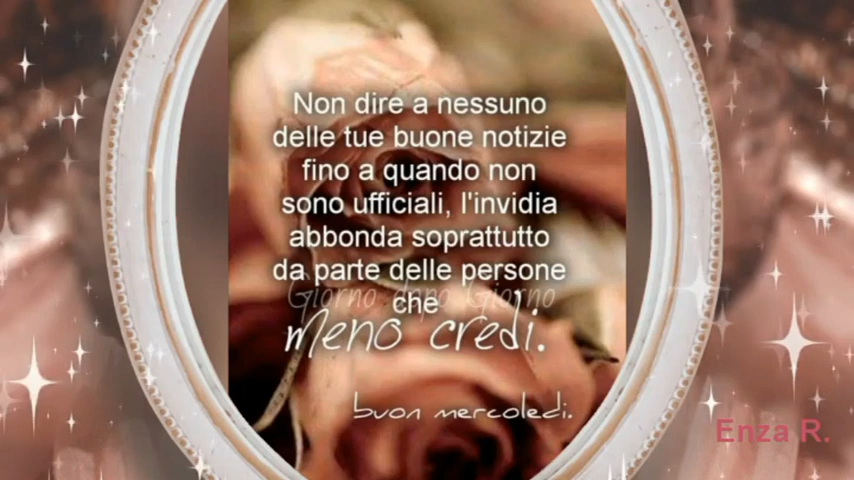 Non dire a nessuno
delle tue buone notizie
fino a quando non
sono ufficiali, l'invidia
abbonda soprattutto
da parte delle persone
Giorno dopo Giorno
che
meno credi.
buon mercoledi.
Enza R.